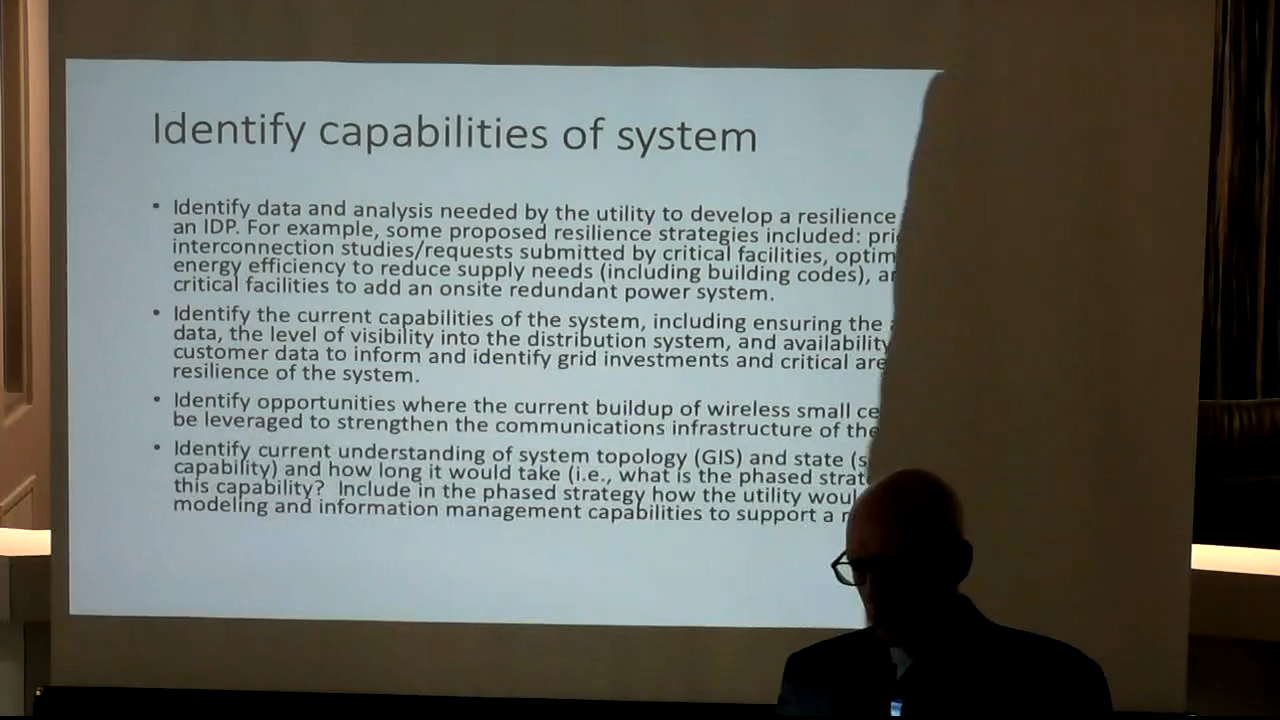 Identify capabilities of system
• Identify data and analysis needed by the utility to develop a resilience
an IDP. For example, some proposed resilience strategies included:
interconnection studies/requests submitted by critical facilities,
energy efficiency to reduce supply needs (including building codes),
critical facilities to add an onsite redundant power system.
• Identify the current capabilities of the system, including ensuring the
data, the level of visibility into the distribution system, and availability
customer data to inform and identify grid investments and critical
resilience of the system.
• Identify opportunities where the current buildup of wireless small
be leveraged to strengthen the communications infrastructure of the
• Identify current understanding of system topology (GIS) and state
capability) and how long it would take (i.e., what is the phased
this capability? Include in the phased strategy how the utility
modeling and information management capabilities to support a